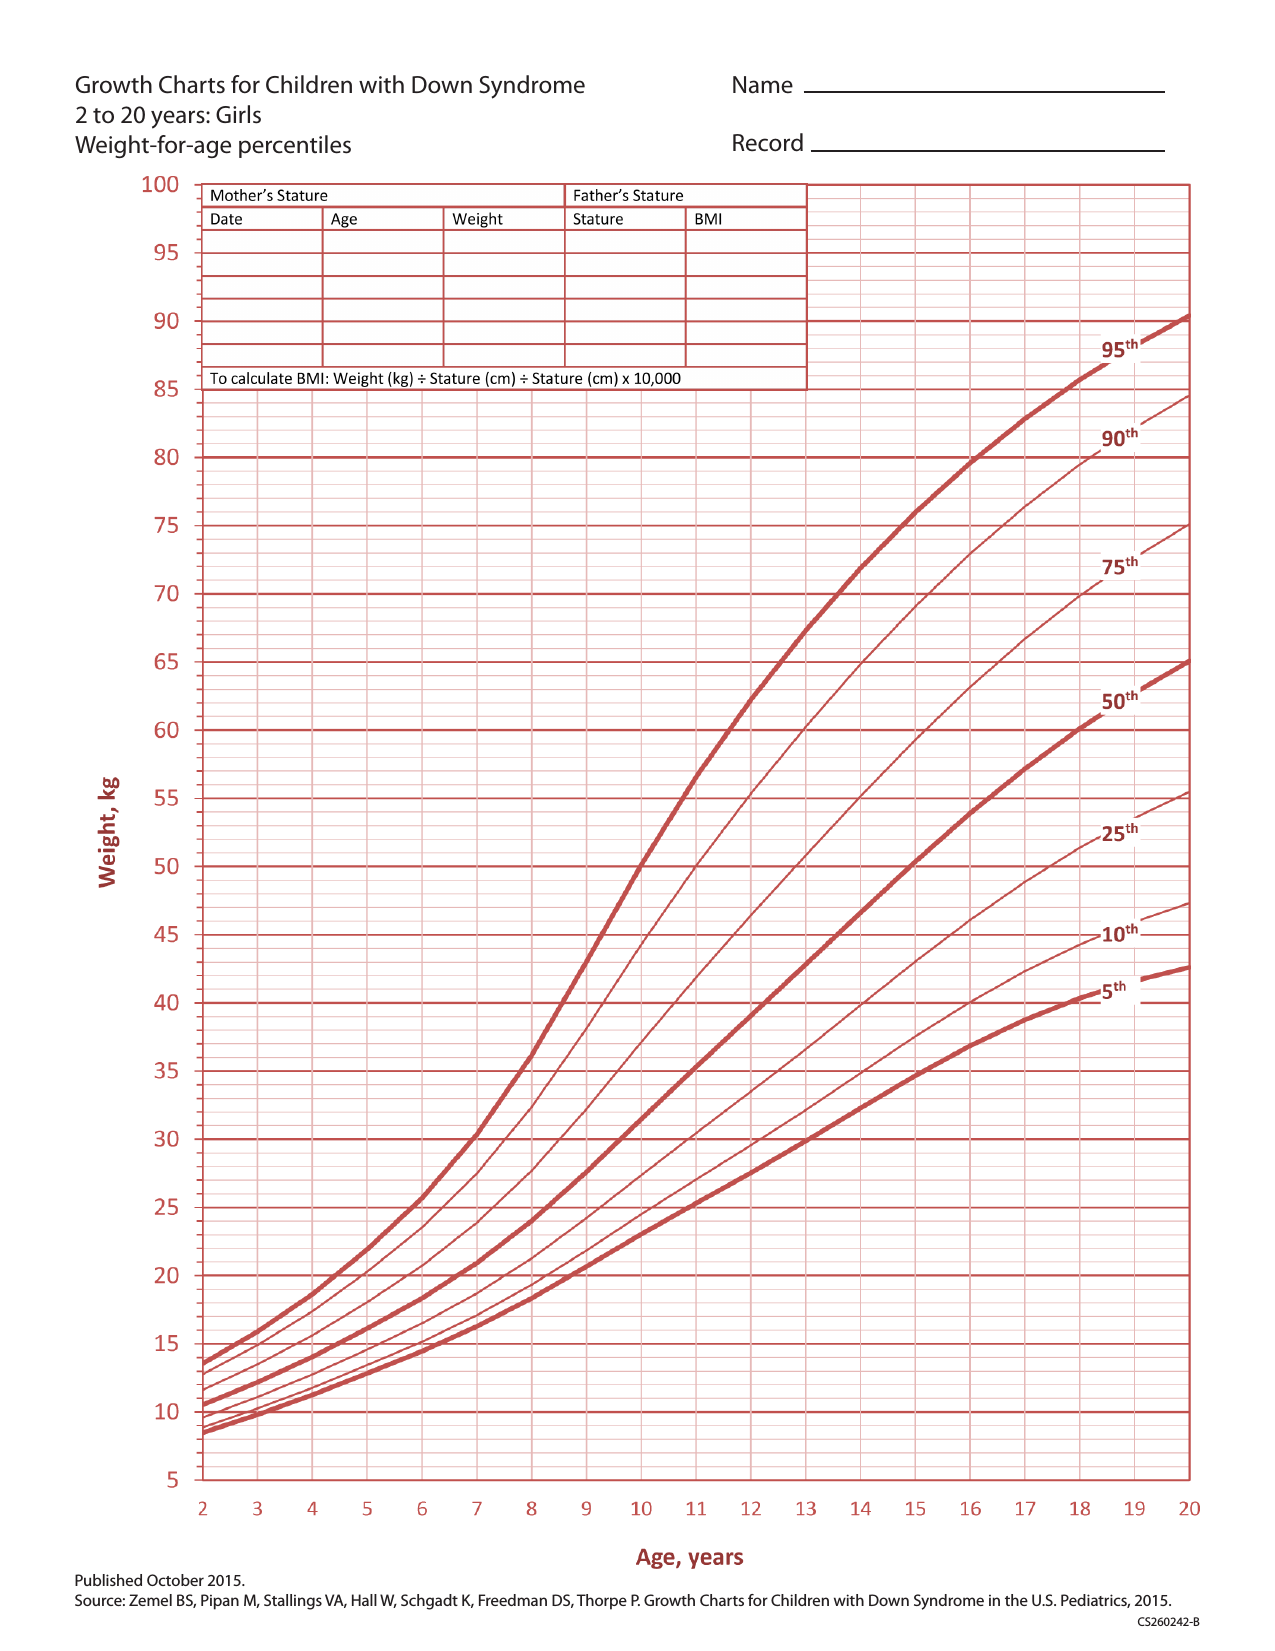 Growth Charts for Children with Down Syndrome
2 to 20 years: Girls
Weight-for-age percentiles
Name
Record
Mother's Stature Father's Stature
Date Age Weight Stature BMI
To calculate BMI: Weight (kg) ÷ Stature (cm) ÷ Stature (cm) x 10,000
100
95
90
85
80
75
70
65
60
55
50
45
40
35
30
25
20
15
10
5
Weight, kg
95th
90th
75th
50th
25th
10th
5th
2 3 4 5 6 7 8 9 10 11 12 13 14 15 16 17 18 19 20
Age, years
Published October 2015.
Source: Zemel BS, Pipan M, Stallings VA, Hall W, Schgadt K, Freedman DS, Thorpe P. Growth Charts for Children with Down Syndrome in the U.S. Pediatrics, 2015.
CS260242-B